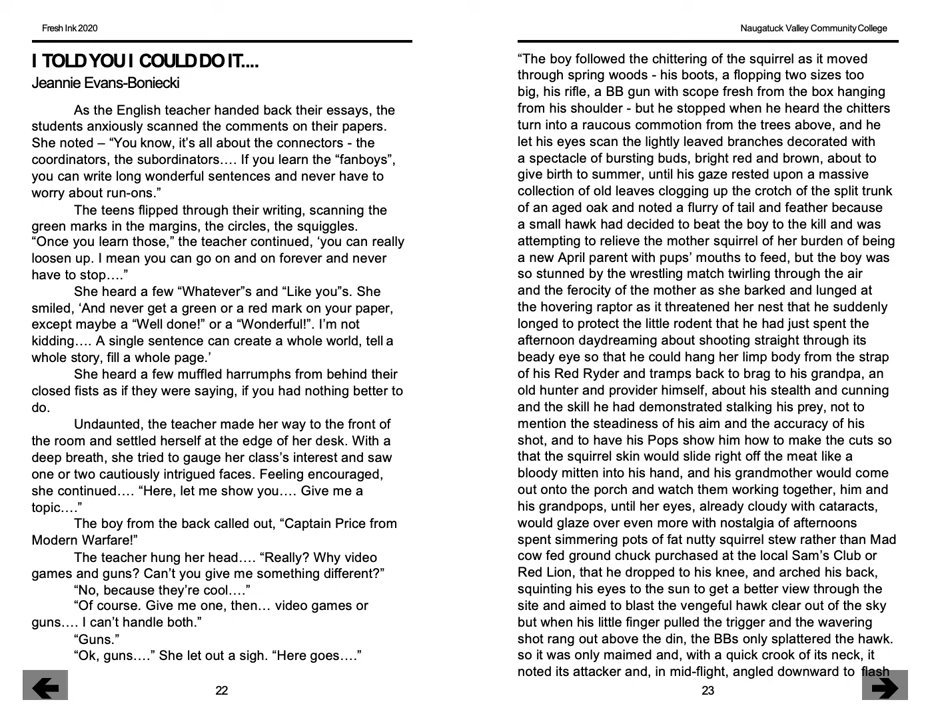 Fresh Ink 2020
I TOLD YOU I COULD DO IT....
Jeannie Evans-Boniecki
As the English teacher handed back their essays, the
students anxiously scanned the comments on their papers.
She noted – “You know, it’s all about the connectors - the
coordinators, the subordinators…. If you learn the “fanboys”,
you can write long wonderful sentences and never have to
worry about run-ons.”
The teens flipped through their writing, scanning the
green marks in the margins, the circles, the squiggles.
“Once you learn those,” the teacher continued, ‘you can really
loosen up. I mean you can go on and on forever and never
have to stop….”
She heard a few “Whatever”s and “Like you”s. She
smiled, ‘And never get a green or a red mark on your paper,
except maybe a “Well done!” or a “Wonderful!”. I’m not
kidding…. A single sentence can create a whole world, tell a
whole story, fill a whole page.’
She heard a few muffled harrumphs from behind their
closed fists as if they were saying, if you had nothing better to
do.
Undaunted, the teacher made her way to the front of
the room and settled herself at the edge of her desk. With a
deep breath, she tried to gauge her class’s interest and saw
one or two cautiously intrigued faces. Feeling encouraged,
she continued…. “Here, let me show you…. Give me a
topic….”
The boy from the back called out, “Captain Price from
Modern Warfare!”
The teacher hung her head…. “Really? Why video
games and guns? Can’t you give me something different?”
“No, because they’re cool….”
“Of course. Give me one, then… video games or
guns…. I can’t handle both.”
“Guns.”
“Ok, guns….” She let out a sigh. “Here goes….”
22
Naugatuck Valley Community College
“The boy followed the chittering of the squirrel as it moved
through spring woods - his boots, a flopping two sizes too
big, his rifle, a BB gun with scope fresh from the box hanging
from his shoulder - but he stopped when he heard the chitters
turn into a raucous commotion from the trees above, and he
let his eyes scan the lightly leaved branches decorated with
a spectacle of bursting buds, bright red and brown, about to
give birth to summer, until his gaze rested upon a massive
collection of old leaves clogging up the crotch of the split trunk
of an aged oak and noted a flurry of tail and feather because
a small hawk had decided to beat the boy to the kill and was
attempting to relieve the mother squirrel of her burden of being
a new April parent with pups’ mouths to feed, but the boy was
so stunned by the wrestling match twirling through the air
and the ferocity of the mother as she barked and lunged at
the hovering raptor as it threatened her nest that he suddenly
longed to protect the little rodent that he had just spent the
afternoon daydreaming about shooting straight through its
beady eye so that he could hang her limp body from the strap
of his Red Ryder and tramps back to brag to his grandpa, an
old hunter and provider himself, about his stealth and cunning
and the skill he had demonstrated stalking his prey, not to
mention the steadiness of his aim and the accuracy of his
shot, and to have his Pops show him how to make the cuts so
that the squirrel skin would slide right off the meat like a
bloody mitten into his hand, and his grandmother would come
out onto the porch and watch them working together, him and
his grandpops, until her eyes, already cloudy with cataracts,
would glaze over even more with nostalgia of afternoons
spent simmering pots of fat nutty squirrel stew rather than Mad
cow fed ground chuck purchased at the local Sam’s Club or
Red Lion, that he dropped to his knee, and arched his back,
squinting his eyes to the sun to get a better view through the
site and aimed to blast the vengeful hawk clear out of the sky
but when his little finger pulled the trigger and the wavering
shot rang out above the din, the BBs only splattered the hawk.
so it was only maimed and, with a quick crook of its neck, it
noted its attacker and, in mid-flight, angled downward to flash
23